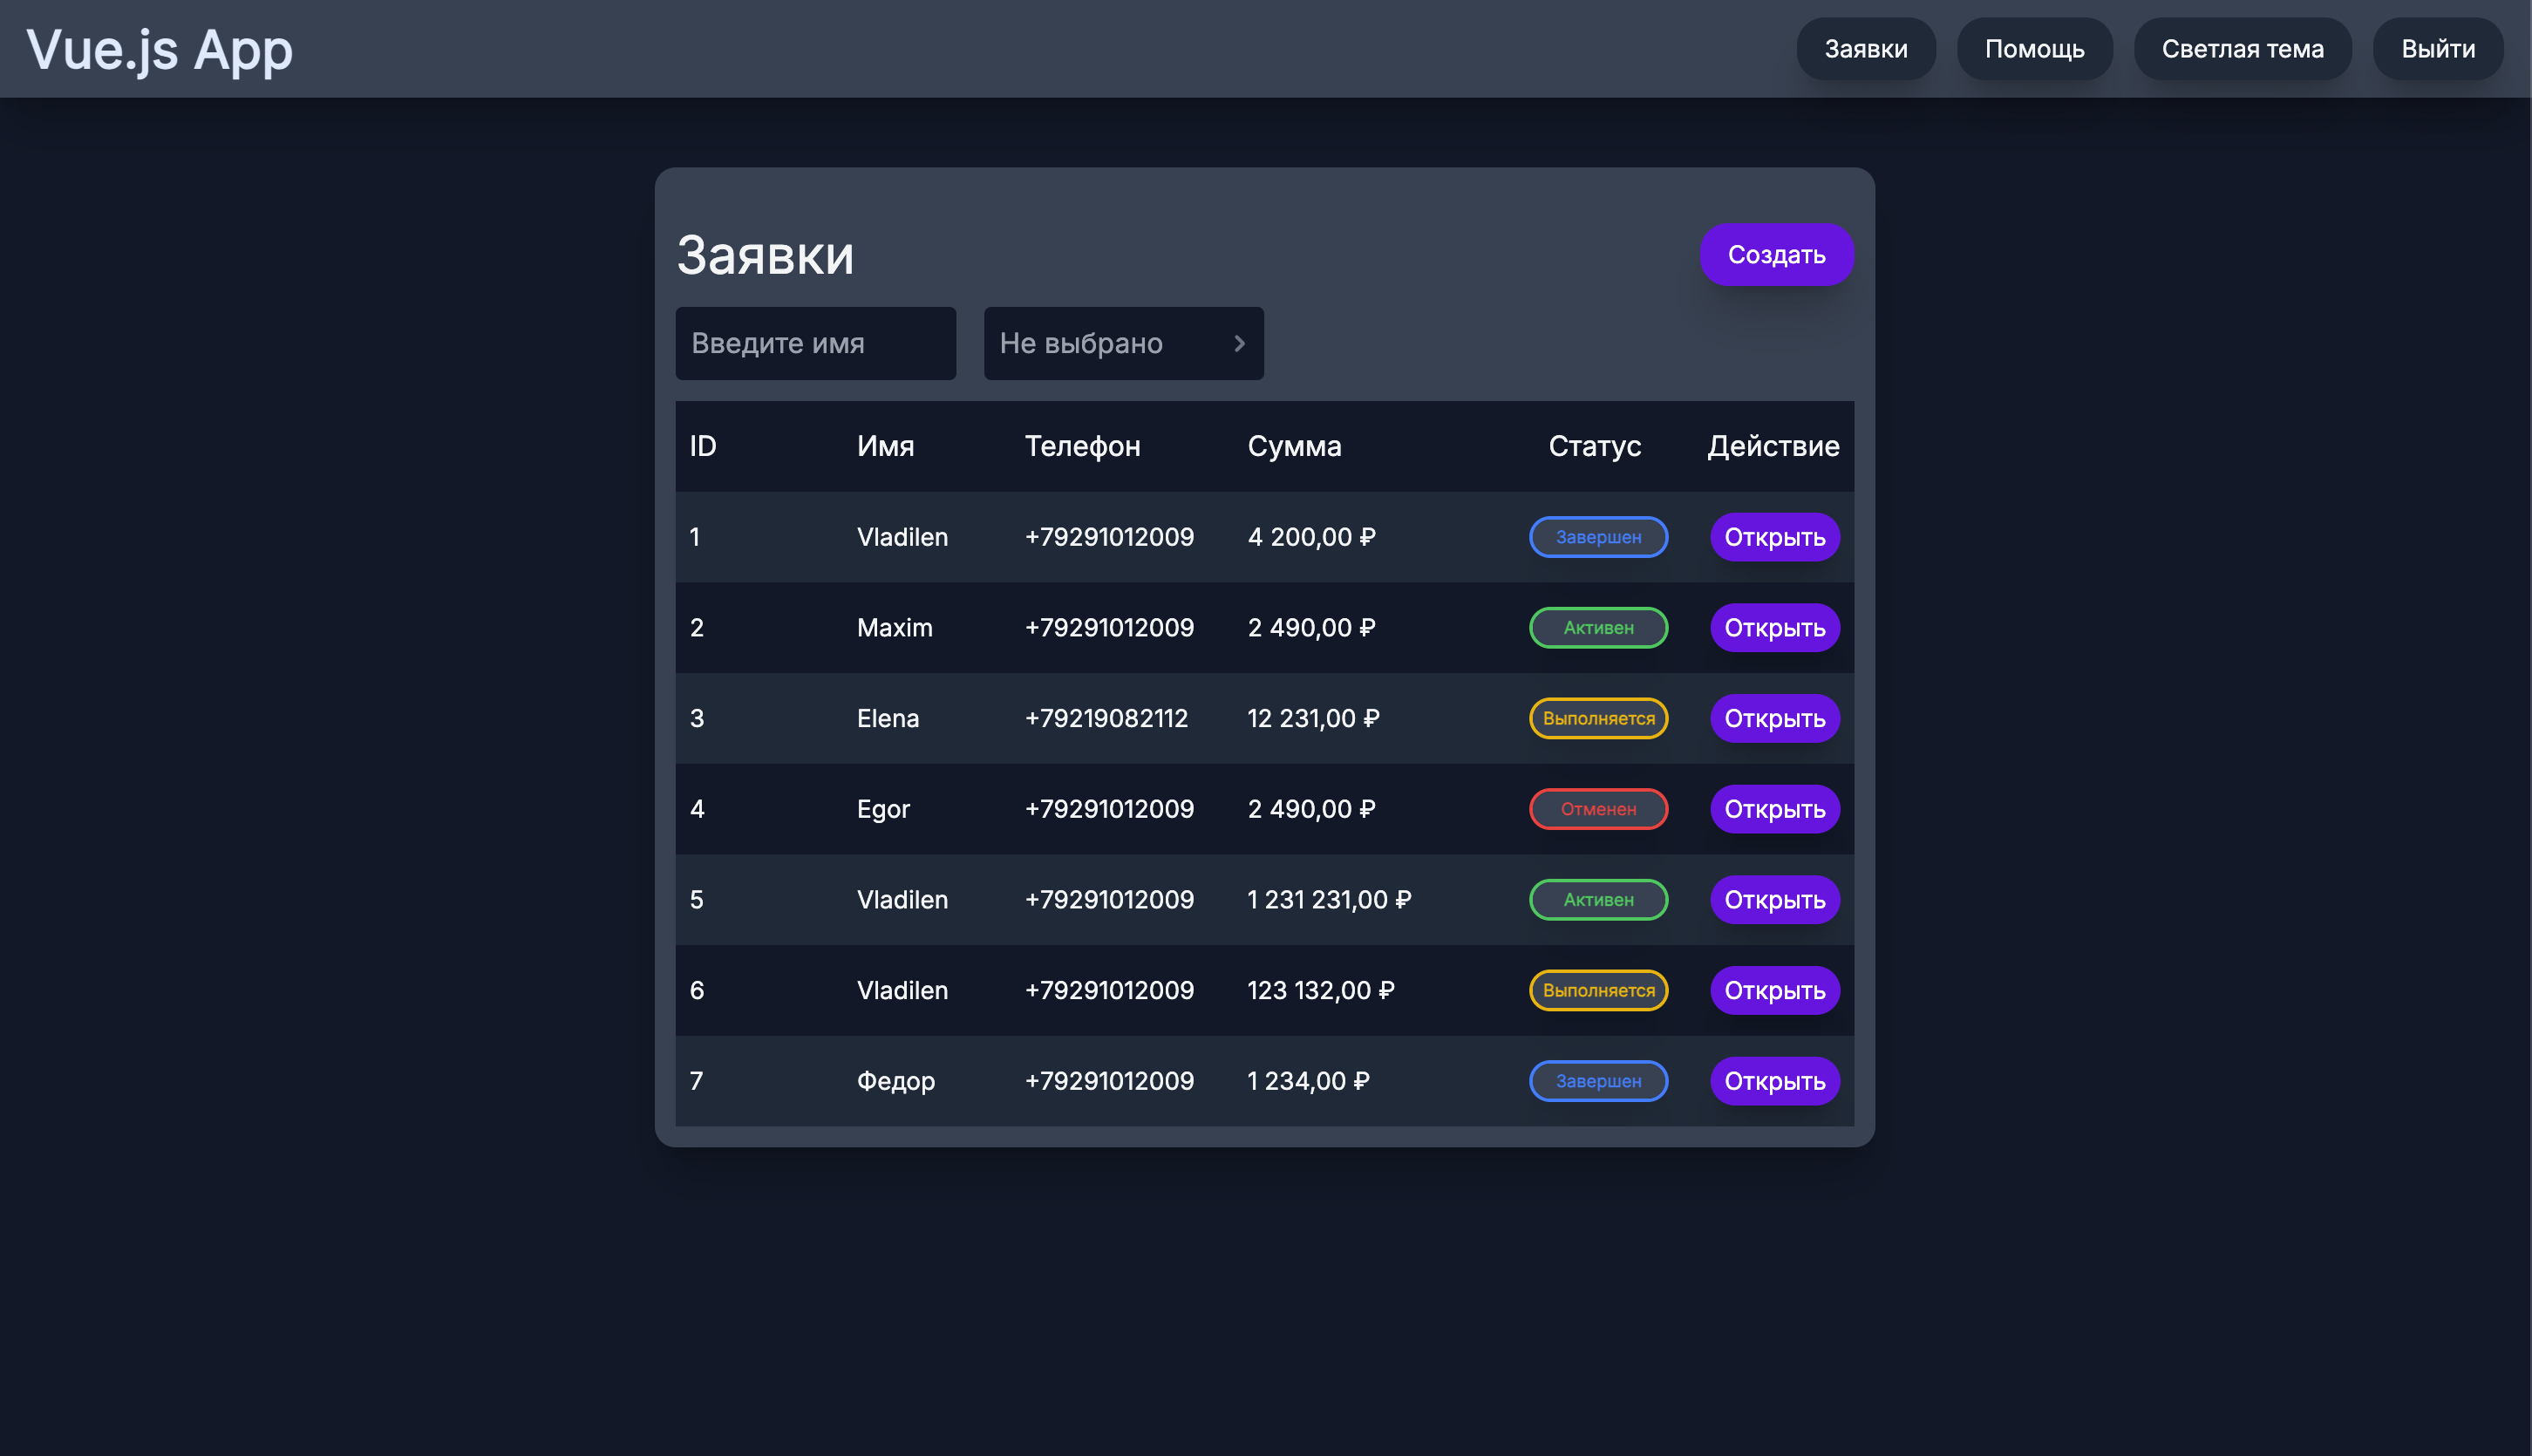 Vue.js App Заявки Помощь Светлая тема Выйти
Заявки Создать
Введите имя Не выбрано
ID Имя Телефон Сумма Статус Действие
1 Vladilen +79291012009 4 200,00 ₽ Завершен Открыть
2 Maxim +79291012009 2 490,00 ₽ Активен Открыть
3 Elena +79219082112 12 231,00 ₽ Выполняется Открыть
4 Egor +79291012009 2 490,00 ₽ Отменен Открыть
5 Vladilen +79291012009 1 231 231,00 ₽ Активен Открыть
6 Vladilen +79291012009 123 132,00 ₽ Выполняется Открыть
7 Федор +79291012009 1 234,00 ₽ Завершен Открыть